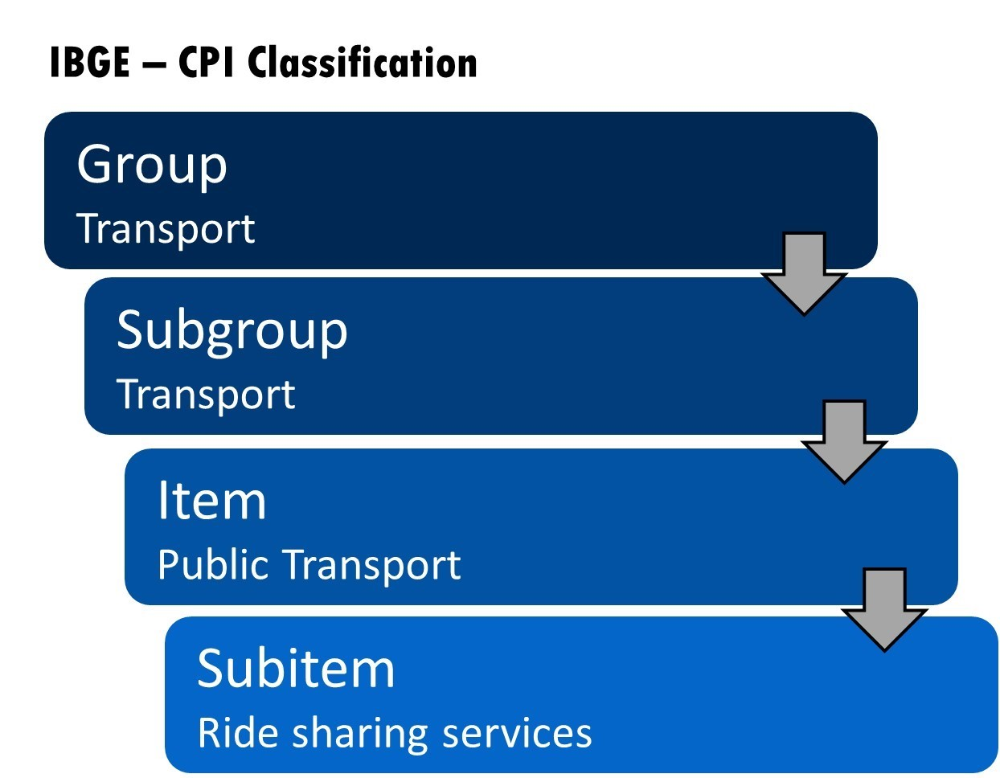 IBGE – CPI Classification
Group
Transport
Subgroup
Transport
Item
Public Transport
Subitem
Ride sharing services